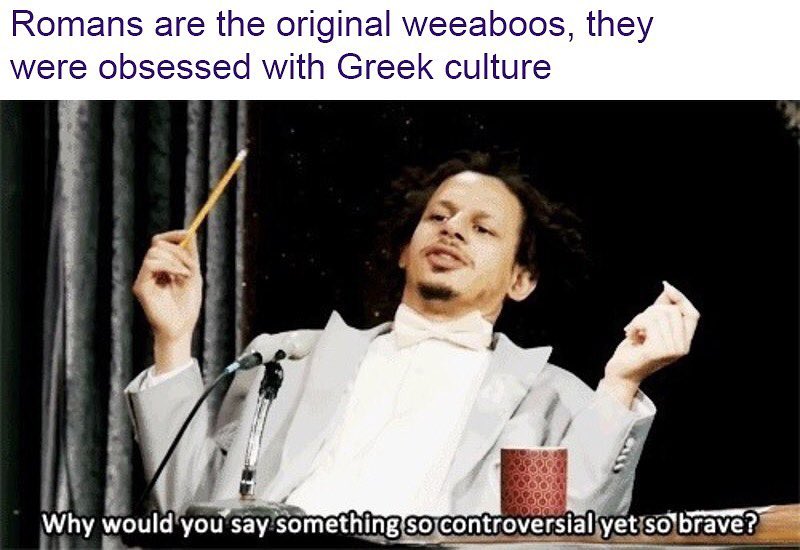 Romans are the original weeaboos, they
were obsessed with Greek culture
Why would you say something so controversial yet so brave?